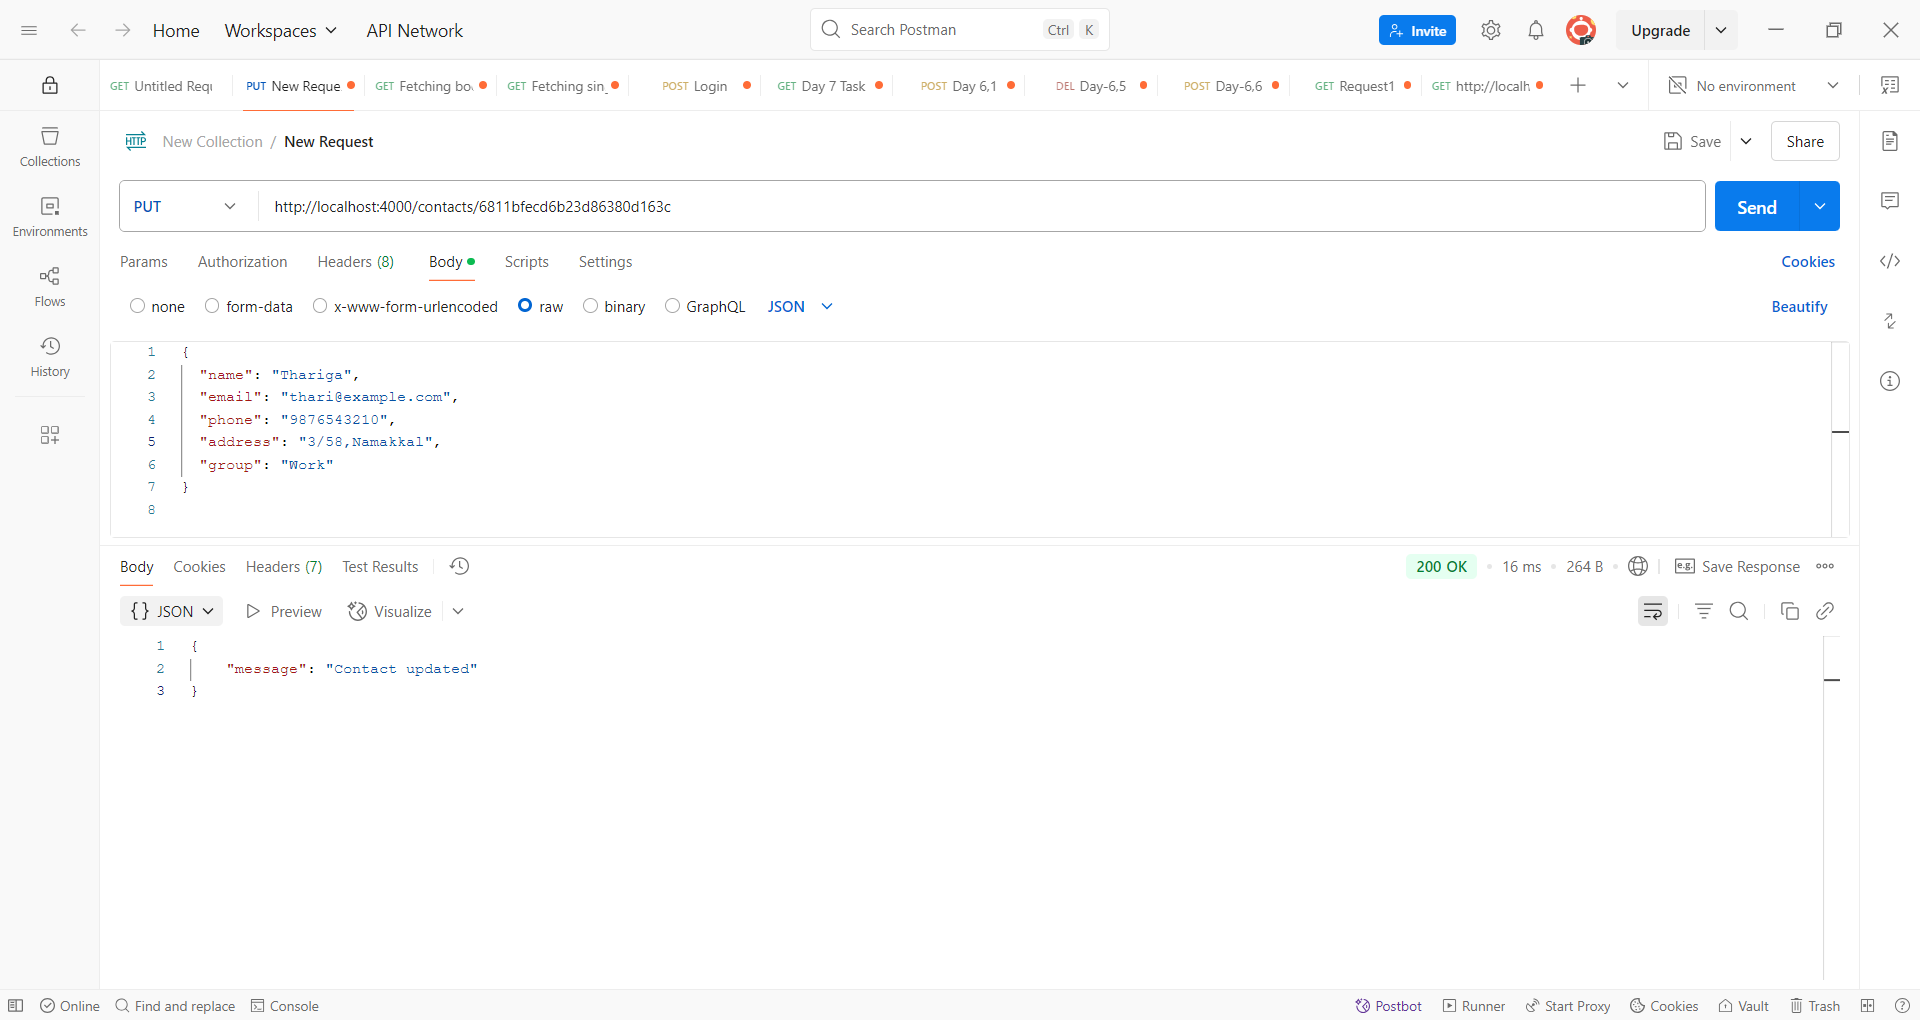 Home Workspaces API Network Search Postman Ctrl K Invite Upgrade
GET Untitled Requ PUT New Reque GET Fetching bo GET Fetching sin POST Login GET Day 7 Task POST Day 6,1 DEL Day-6,5 POST Day-6,6 GET Request1 GET http://localh No environment
HTTP New Collection / New Request Save Share
PUT http://localhost:4000/contacts/6811bfecd6b23d86380d163c Send
Params Authorization Headers (8) Body Scripts Settings Cookies
none form-data x-www-form-urlencoded raw binary GraphQL JSON Beautify
Collections
Environments
Flows
History
1 {
2 "name": "Thariga",
3 "email": "thari@example.com",
4 "phone": "9876543210",
5 "address": "3/58,Namakkal",
6 "group": "Work"
7 }
8
Body Cookies Headers (7) Test Results 200 OK 16 ms 264 B e.g. Save Response
{} JSON Preview Visualize
1 {
2 "message": "Contact updated"
3 }
Online Find and replace Console Postbot Runner Start Proxy Cookies Vault Trash